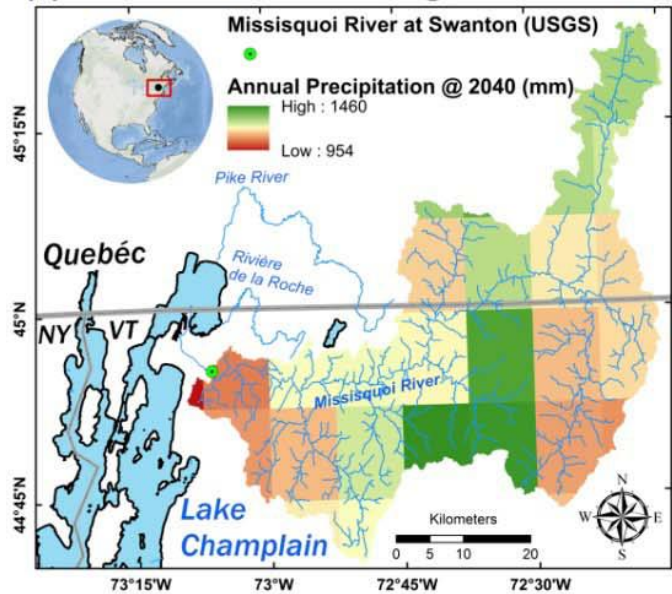 Missisquoi River at Swanton (USGS)
Annual Precipitation @ 2040 (mm)
High : 1460
Low : 954
45°15'N
Pike River
Quebéc
Rivière
de la Roche
45°N
NY
VT
Missisquoi River
44°45'N
Lake
Champlain
Kilometers
0 5 10 20
N
W E
S
73°15'W
73°W
72°45'W
72°30'W